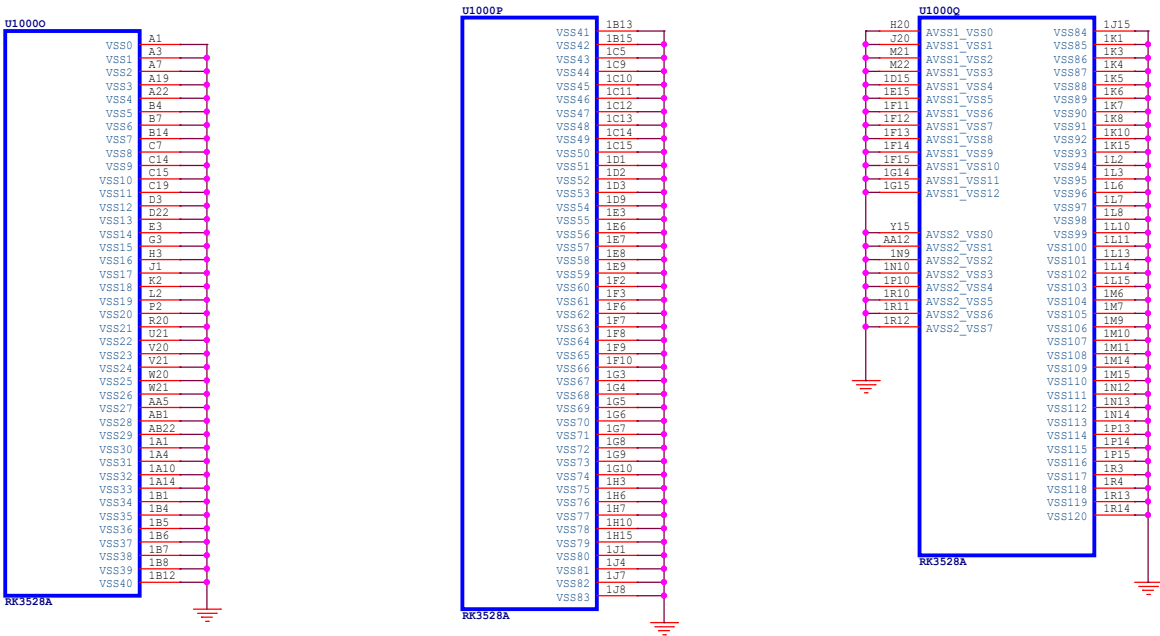 U1000O
VSS0 A1
VSS1 A3
VSS2 A7
VSS3 A19
VSS4 A22
VSS5 B4
VSS6 B7
VSS7 B14
VSS8 C7
VSS9 C14
VSS10 C15
VSS11 C19
VSS12 D3
VSS13 D22
VSS14 E3
VSS15 G3
VSS16 H3
VSS17 J1
VSS18 K2
VSS19 L2
VSS20 P2
VSS21 R20
VSS22 U21
VSS23 V20
VSS24 V21
VSS25 W20
VSS26 W21
VSS27 AA5
VSS28 AB1
VSS29 AB22
VSS30 1A1
VSS31 1A4
VSS32 1A10
VSS33 1A14
VSS34 1B1
VSS35 1B4
VSS36 1B5
VSS37 1B6
VSS38 1B7
VSS39 1B8
VSS40 1B12
RK3528A
U1000P
VSS41 1B13
VSS42 1B15
VSS43 1C5
VSS44 1C9
VSS45 1C10
VSS46 1C11
VSS47 1C12
VSS48 1C13
VSS49 1C14
VSS50 1C15
VSS51 1D1
VSS52 1D2
VSS53 1D3
VSS54 1D9
VSS55 1E3
VSS56 1E6
VSS57 1E7
VSS58 1E8
VSS59 1E9
VSS60 1F2
VSS61 1F3
VSS62 1F6
VSS63 1F7
VSS64 1F8
VSS65 1F9
VSS66 1F10
VSS67 1G3
VSS68 1G4
VSS69 1G5
VSS70 1G6
VSS71 1G7
VSS72 1G8
VSS73 1G9
VSS74 1G10
VSS75 1H3
VSS76 1H6
VSS77 1H7
VSS78 1H10
VSS79 1H15
VSS80 1J1
VSS81 1J4
VSS82 1J7
VSS83 1J8
RK3528A
U1000Q
H20 AVSS1_VSS0 VSS84 1J15
J20 AVSS1_VSS1 VSS85 1K1
M21 AVSS1_VSS2 VSS86 1K3
M22 AVSS1_VSS3 VSS87 1K4
1D15 AVSS1_VSS4 VSS88 1K5
1E15 AVSS1_VSS5 VSS89 1K6
1F11 AVSS1_VSS6 VSS90 1K7
1F12 AVSS1_VSS7 VSS91 1K8
1F13 AVSS1_VSS8 VSS92 1K10
1F14 AVSS1_VSS9 VSS93 1K15
1F15 AVSS1_VSS10 VSS94 1L2
1G14 AVSS1_VSS11 VSS95 1L3
1G15 AVSS1_VSS12 VSS96 1L6
VSS97 1L7
VSS98 1L8
Y15 AVSS2_VSS0 VSS99 1L10
AA12 AVSS2_VSS1 VSS100 1L11
1N9 AVSS2_VSS2 VSS101 1L13
1N10 AVSS2_VSS3 VSS102 1L14
1P10 AVSS2_VSS4 VSS103 1L15
1R10 AVSS2_VSS5 VSS104 1M6
1R11 AVSS2_VSS6 VSS105 1M7
1R12 AVSS2_VSS7 VSS106 1M9
VSS107 1M10
VSS108 1M11
VSS109 1M14
VSS110 1M15
VSS111 1N12
VSS112 1N13
VSS113 1N14
VSS114 1P13
VSS115 1P14
VSS116 1P15
VSS117 1R3
VSS118 1R4
VSS119 1R13
VSS120 1R14
RK3528A